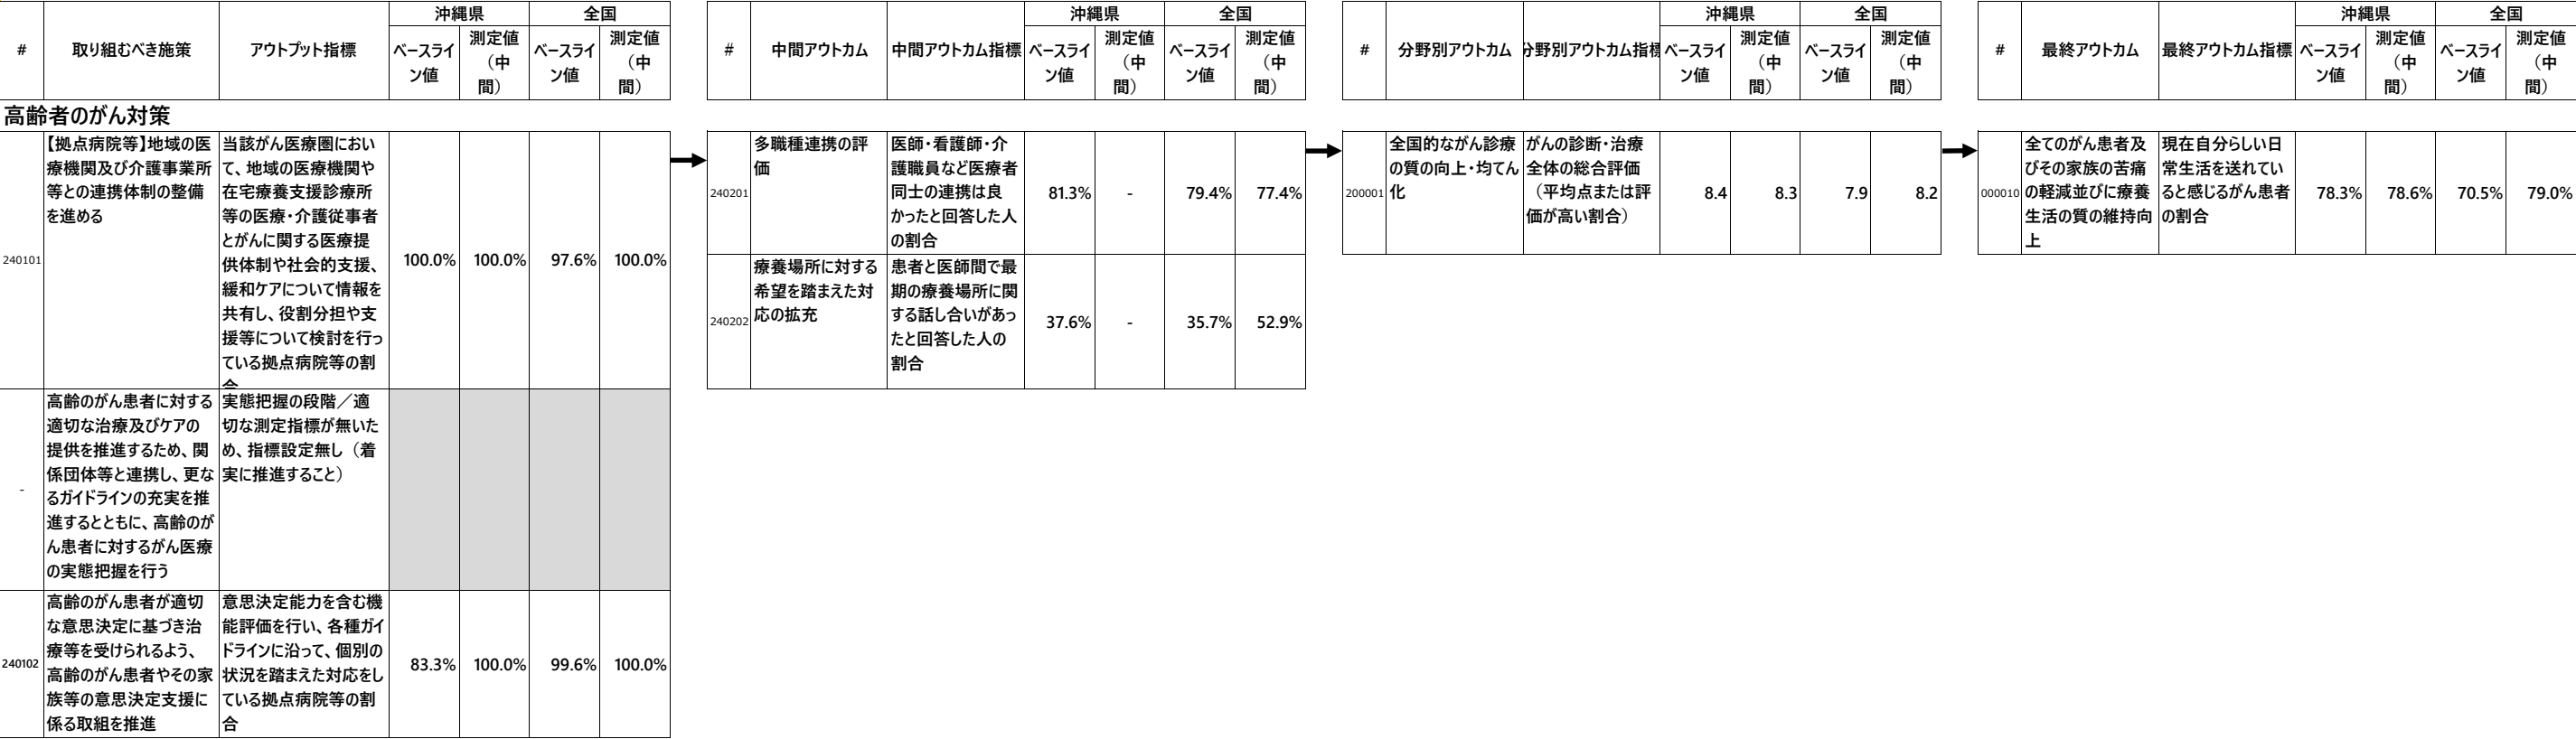 #
取り組むべき施策
アウトプット指標
沖縄県
全国
ベースライ
ン値
測定値
（中
間）
ベースライ
ン値
測定値
（中
間）
#
中間アウトカム
中間アウトカム指標
沖縄県
全国
ベースライ
ン値
測定値
（中
間）
ベースライ
ン値
測定値
（中
間）
#
分野別アウトカム
分野別アウトカム指標
沖縄県
全国
ベースライ
ン値
測定値
（中
間）
ベースライ
ン値
測定値
（中
間）
#
最終アウトカム
最終アウトカム指標
沖縄県
全国
ベースライ
ン値
測定値
（中
間）
ベースライ
ン値
測定値
（中
間）
高齢者のがん対策
240101
【拠点病院等】地域の医
療機関及び介護事業所
等との連携体制の整備
を進める
当該がん医療圏におい
て、地域の医療機関や
在宅療養支援診療所
等の医療・介護従事者
とがんに関する医療提
供体制や社会的支援、
緩和ケアについて情報を
共有し、役割分担や支
援等について検討を行っ
ている拠点病院等の割
合
100.0%
100.0%
97.6%
100.0%
240201
多職種連携の評
価
医師・看護師・介
護職員など医療者
同士の連携は良
かったと回答した人
の割合
81.3%
-
79.4%
77.4%
200001
全国的ながん診療
の質の向上・均てん
化
がんの診断・治療
全体の総合評価
（平均点または評
価が高い割合）
8.4
8.3
7.9
8.2
000010
全てのがん患者及
びその家族の苦痛
の軽減並びに療養
生活の質の維持向
上
現在自分らしい日
常生活を送れてい
ると感じるがん患者
の割合
78.3%
78.6%
70.5%
79.0%
240202
療養場所に対する
希望を踏まえた対
応の拡充
患者と医師間で最
期の療養場所に関
する話し合いがあっ
たと回答した人の
割合
37.6%
-
35.7%
52.9%
-
高齢のがん患者に対する
適切な治療及びケアの
提供を推進するため、関
係団体等と連携し、更な
るガイドラインの充実を推
進するとともに、高齢のが
ん患者に対するがん医療
の実態把握を行う
実態把握の段階／適
切な測定指標が無いた
め、指標設定無し（着
実に推進すること）
240102
高齢のがん患者が適切
な意思決定に基づき治
療等を受けられるよう、
高齢のがん患者やその家
族等の意思決定支援に
係る取組を推進
意思決定能力を含む機
能評価を行い、各種ガイ
ドラインに沿って、個別の
状況を踏まえた対応をし
ている拠点病院等の割
合
83.3%
100.0%
99.6%
100.0%